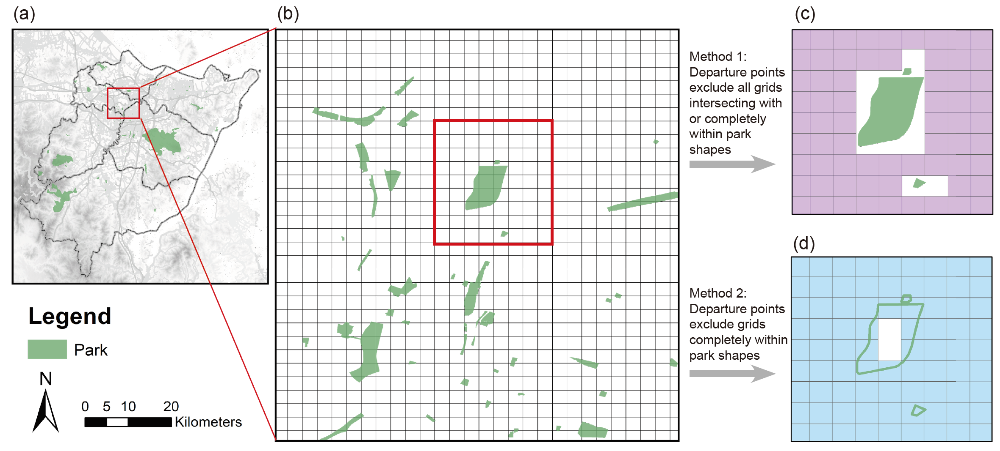 (a)
(b)
(c)
Method 1:
Departure points
exclude all grids
intersecting with
or completely
within park
shapes
(d)
Method 2:
Departure points
exclude grids
completely within
park shapes
Legend
Park
N
0 5 10 20
Kilometers